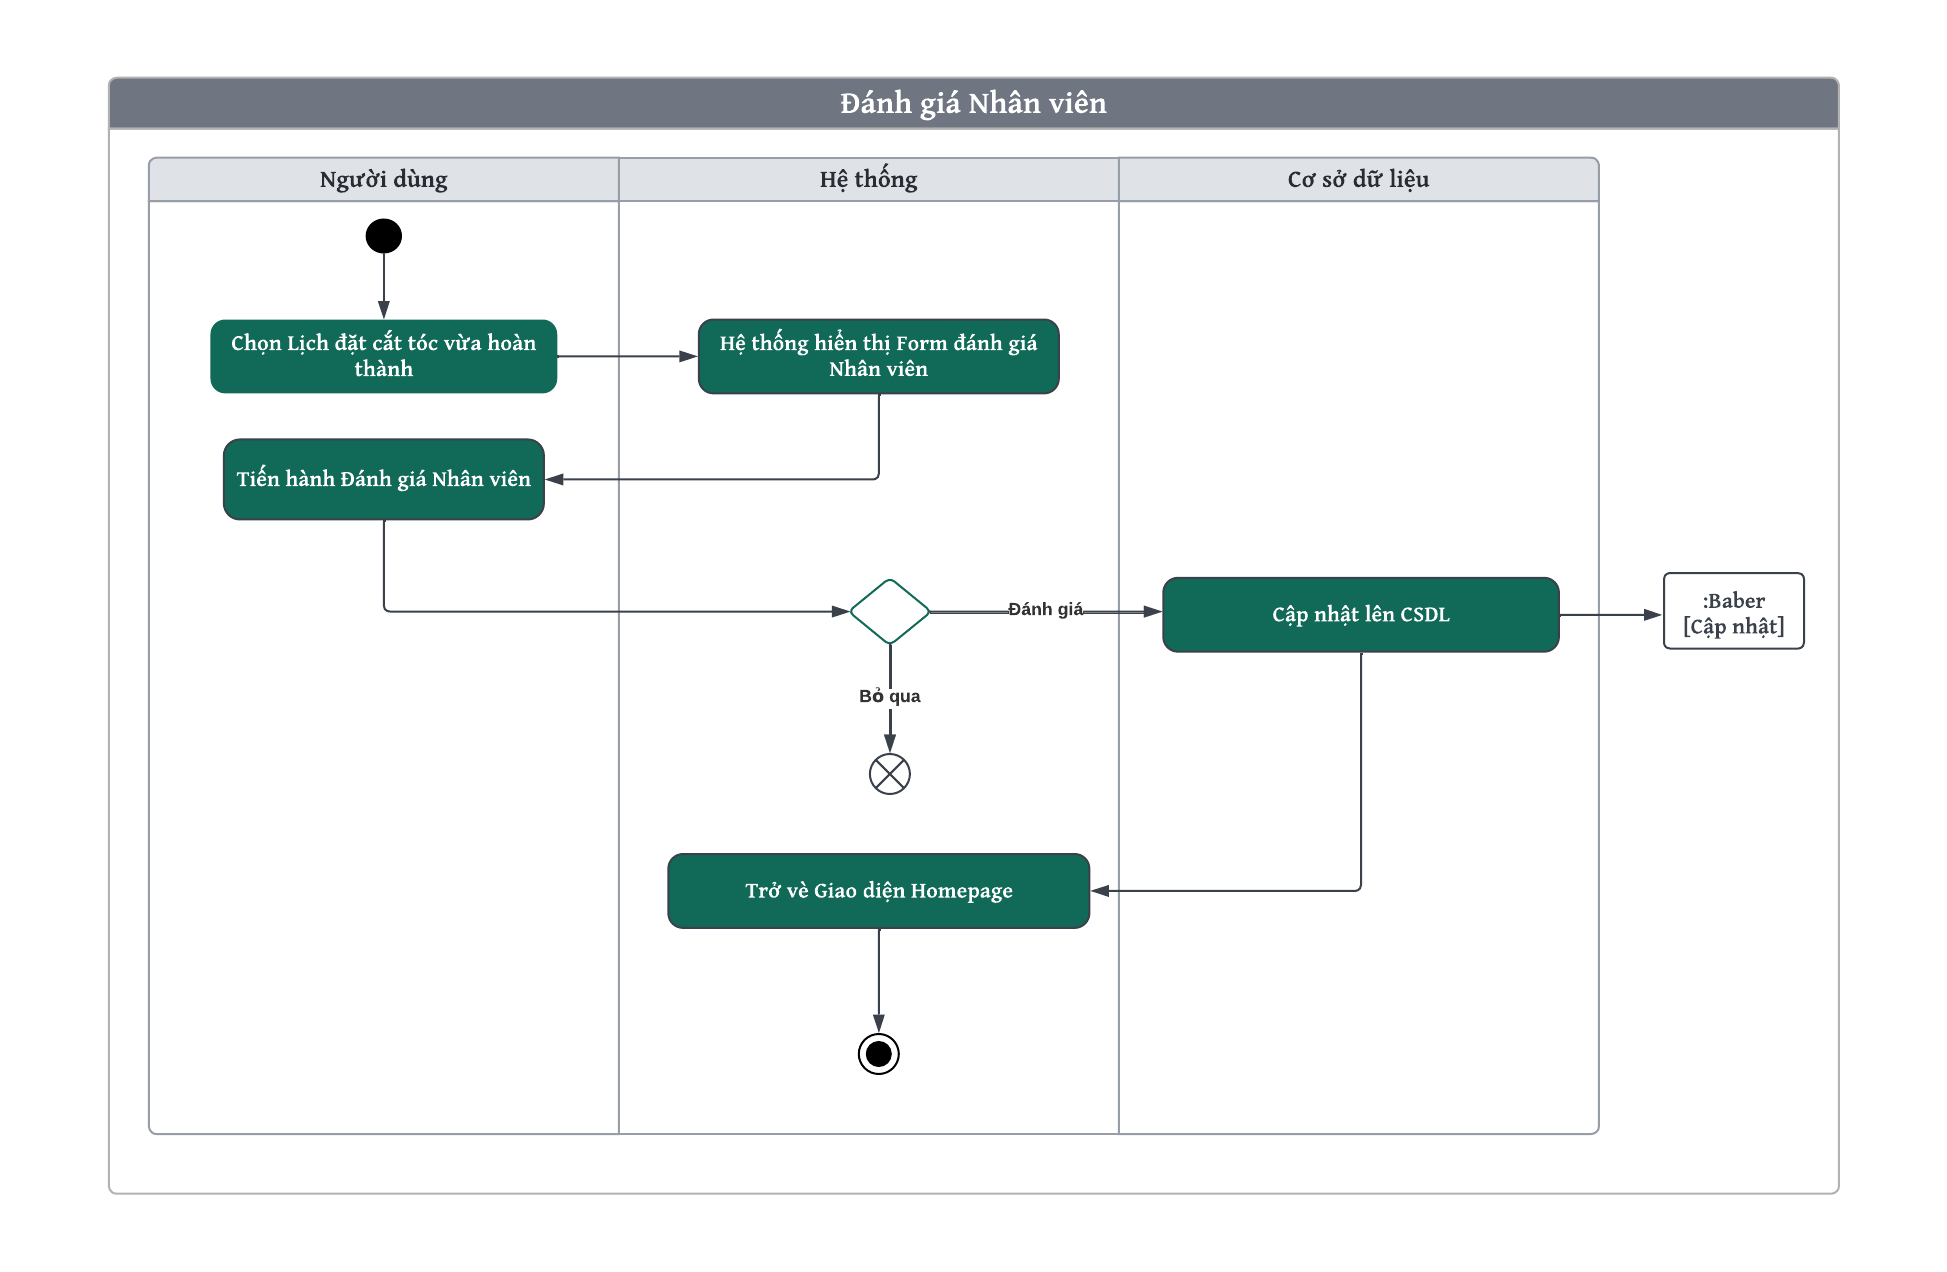 Đánh giá Nhân viên
Người dùng
Hệ thống
Cơ sở dữ liệu
Chọn Lịch đặt cắt tóc vừa hoàn
thành
Hệ thống hiển thị Form đánh giá
Nhân viên
Tiến hành Đánh giá Nhân viên
Đánh giá
Cập nhật lên CSDL
:Baber
[Cập nhật]
Bỏ qua
Trở vè Giao diện Homepage